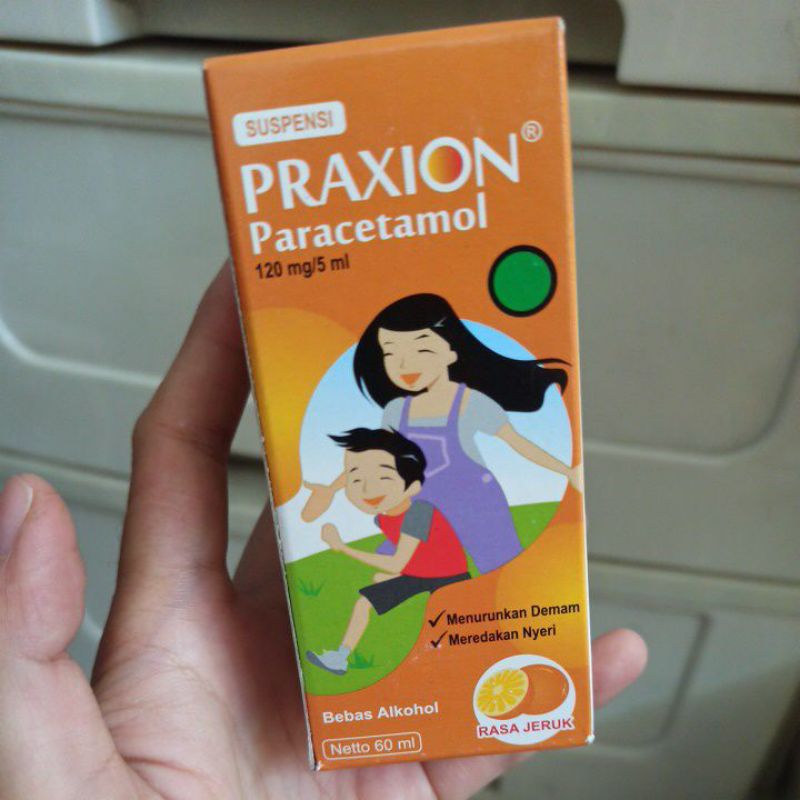 SUSPENSI
PRAXION®
Paracetamol
120 mg/5 ml
✓Menurunkan Demam
✓Meredakan Nyeri
Bebas Alkohol
RASA JERUK
Netto 60 ml